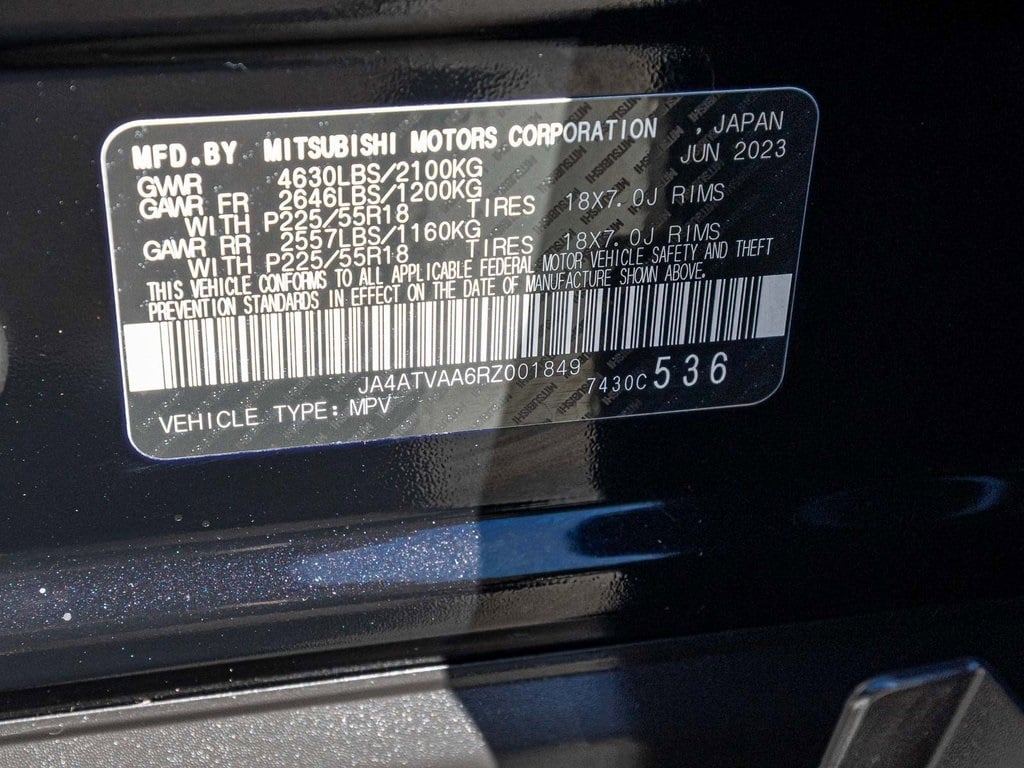 MFD.BY MITSUBISHI MOTORS CORPORATION , JAPAN
JUN 2023
GVWR 4630LBS/2100KG
GAWR FR 2646LBS/1200KG
WITH P225/55R18 TIRES 18X7.0J RIMS
GAWR RR 2557LBS/1160KG
WITH P225/55R18 TIRES 18X7.0J RIMS
THIS VEHICLE CONFORMS TO ALL APPLICABLE FEDERAL MOTOR VEHICLE SAFETY AND THEFT
PREVENTION STANDARDS IN EFFECT ON THE DATE OF MANUFACTURE SHOWN ABOVE.
JA4ATVAA6RZ001849 7430C 536
VEHICLE TYPE: MPV